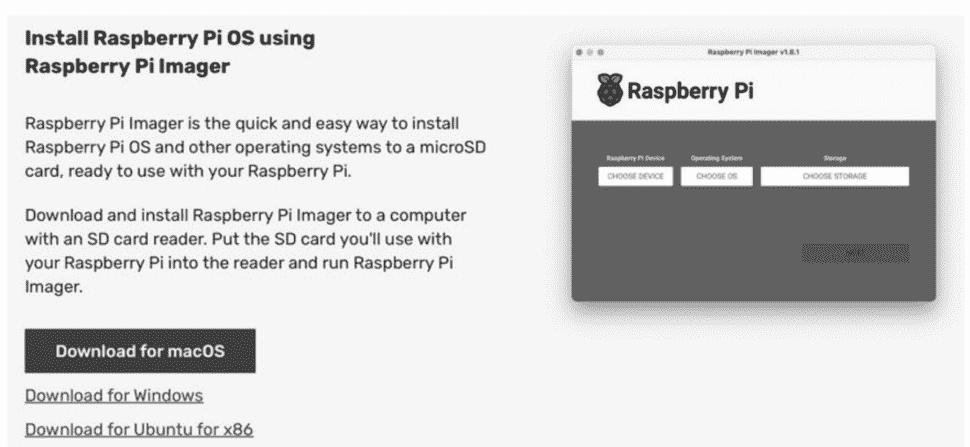 Install Raspberry Pi OS using
Raspberry Pi Imager
Raspberry Pi Imager is the quick and easy way to install
Raspberry Pi OS and other operating systems to a microSD
card, ready to use with your Raspberry Pi.
Download and install Raspberry Pi Imager to a computer
with an SD card reader. Put the SD card you'll use with
your Raspberry Pi into the reader and run Raspberry Pi
Imager.
Download for macOS
Download for Windows
Download for Ubuntu for x86
Raspberry Pi Imager v1.8.1
Raspberry Pi
Raspberry Pi Device Operating System Storage
CHOOSE DEVICE CHOOSE OS CHOOSE STORAGE